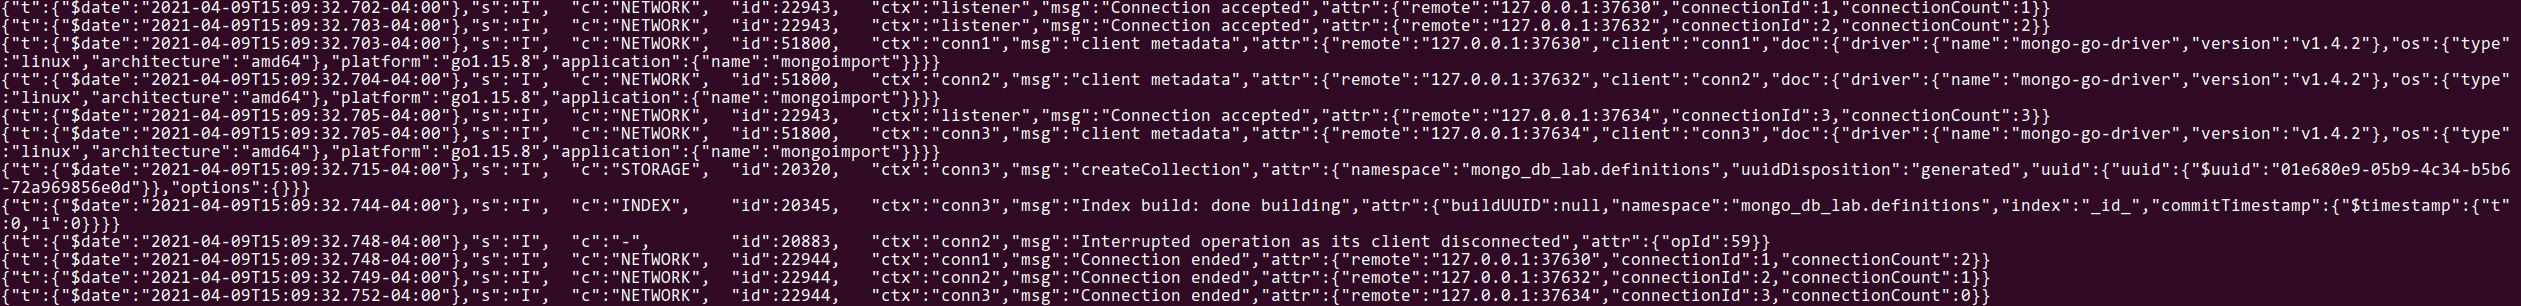 {"t":{"$date":"2021-04-09T15:09:32.702-04:00"},"s":"I",  "c":"NETWORK",  "id":22943,   "ctx":"listener","msg":"Connection accepted","attr":{"remote":"127.0.0.1:37630","connectionId":1,"connectionCount":1}}
{"t":{"$date":"2021-04-09T15:09:32.703-04:00"},"s":"I",  "c":"NETWORK",  "id":22943,   "ctx":"listener","msg":"Connection accepted","attr":{"remote":"127.0.0.1:37632","connectionId":2,"connectionCount":2}}
{"t":{"$date":"2021-04-09T15:09:32.703-04:00"},"s":"I",  "c":"NETWORK",  "id":51800,   "ctx":"conn1","msg":"client metadata","attr":{"remote":"127.0.0.1:37630","client":"conn1","doc":{"driver":{"name":"mongo-go-driver","version":"v1.4.2"},"os":{"type"
:"linux","architecture":"amd64"},"platform":"go1.15.8","application":{"name":"mongoimport"}}}}
{"t":{"$date":"2021-04-09T15:09:32.704-04:00"},"s":"I",  "c":"NETWORK",  "id":51800,   "ctx":"conn2","msg":"client metadata","attr":{"remote":"127.0.0.1:37632","client":"conn2","doc":{"driver":{"name":"mongo-go-driver","version":"v1.4.2"},"os":{"type"
:"linux","architecture":"amd64"},"platform":"go1.15.8","application":{"name":"mongoimport"}}}}
{"t":{"$date":"2021-04-09T15:09:32.705-04:00"},"s":"I",  "c":"NETWORK",  "id":22943,   "ctx":"listener","msg":"Connection accepted","attr":{"remote":"127.0.0.1:37634","connectionId":3,"connectionCount":3}}
{"t":{"$date":"2021-04-09T15:09:32.705-04:00"},"s":"I",  "c":"NETWORK",  "id":51800,   "ctx":"conn3","msg":"client metadata","attr":{"remote":"127.0.0.1:37634","client":"conn3","doc":{"driver":{"name":"mongo-go-driver","version":"v1.4.2"},"os":{"type"
:"linux","architecture":"amd64"},"platform":"go1.15.8","application":{"name":"mongoimport"}}}}
{"t":{"$date":"2021-04-09T15:09:32.715-04:00"},"s":"I",  "c":"STORAGE",  "id":20320,   "ctx":"conn3","msg":"createCollection","attr":{"namespace":"mongo_db_lab.definitions","uuidDisposition":"generated","uuid":{"uuid":{"$uuid":"01e680e9-05b9-4c34-b5b6
-72a969856e0d"}},"options":{}}}
{"t":{"$date":"2021-04-09T15:09:32.744-04:00"},"s":"I",  "c":"INDEX",    "id":20345,   "ctx":"conn3","msg":"Index build: done building","attr":{"buildUUID":null,"namespace":"mongo_db_lab.definitions","index":"_id_","commitTimestamp":{"$timestamp":{"t"
:0,"i":0}}}}
{"t":{"$date":"2021-04-09T15:09:32.748-04:00"},"s":"I",  "c":"-",        "id":20883,   "ctx":"conn2","msg":"Interrupted operation as its client disconnected","attr":{"opId":59}}
{"t":{"$date":"2021-04-09T15:09:32.748-04:00"},"s":"I",  "c":"NETWORK",  "id":22944,   "ctx":"conn1","msg":"Connection ended","attr":{"remote":"127.0.0.1:37630","connectionId":1,"connectionCount":2}}
{"t":{"$date":"2021-04-09T15:09:32.749-04:00"},"s":"I",  "c":"NETWORK",  "id":22944,   "ctx":"conn2","msg":"Connection ended","attr":{"remote":"127.0.0.1:37632","connectionId":2,"connectionCount":1}}
{"t":{"$date":"2021-04-09T15:09:32.752-04:00"},"s":"I",  "c":"NETWORK",  "id":22944,   "ctx":"conn3","msg":"Connection ended","attr":{"remote":"127.0.0.1:37634","connectionId":3,"connectionCount":0}}